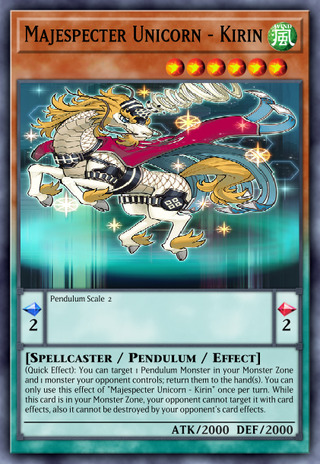 Majespecter Unicorn - Kirin
WIND
風
Pendulum Scale 2
2
2
[Spellcaster / Pendulum / Effect]
(Quick Effect): You can target 1 Pendulum Monster in your Monster Zone
and 1 monster your opponent controls; return them to the hand(s). You can
only use this effect of "Majespecter Unicorn - Kirin" once per turn. While
this card is in your Monster Zone, your opponent cannot target it with card
effects, also it cannot be destroyed by your opponent's card effects.
ATK/2000 DEF/2000